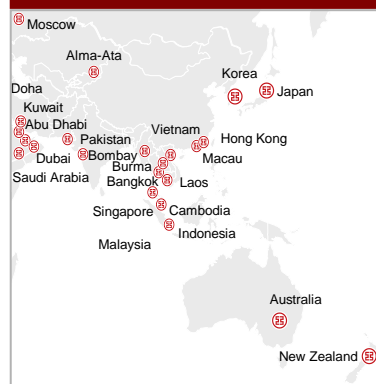 Moscow
Alma-Ata
Korea
Japan
Doha
Kuwait
Abu Dhabi
Pakistan
Vietnam
Hong Kong
Dubai
Bombay
Macau
Burma
Saudi Arabia
Bangkok
Laos
Singapore
Cambodia
Indonesia
Malaysia
Australia
New Zealand